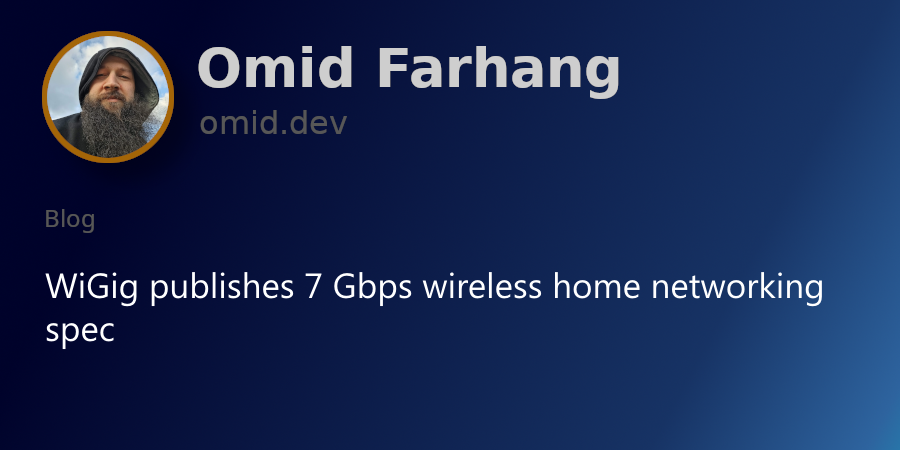 Omid Farhang
omid.dev
Blog
WiGig publishes 7 Gbps wireless home networking
spec